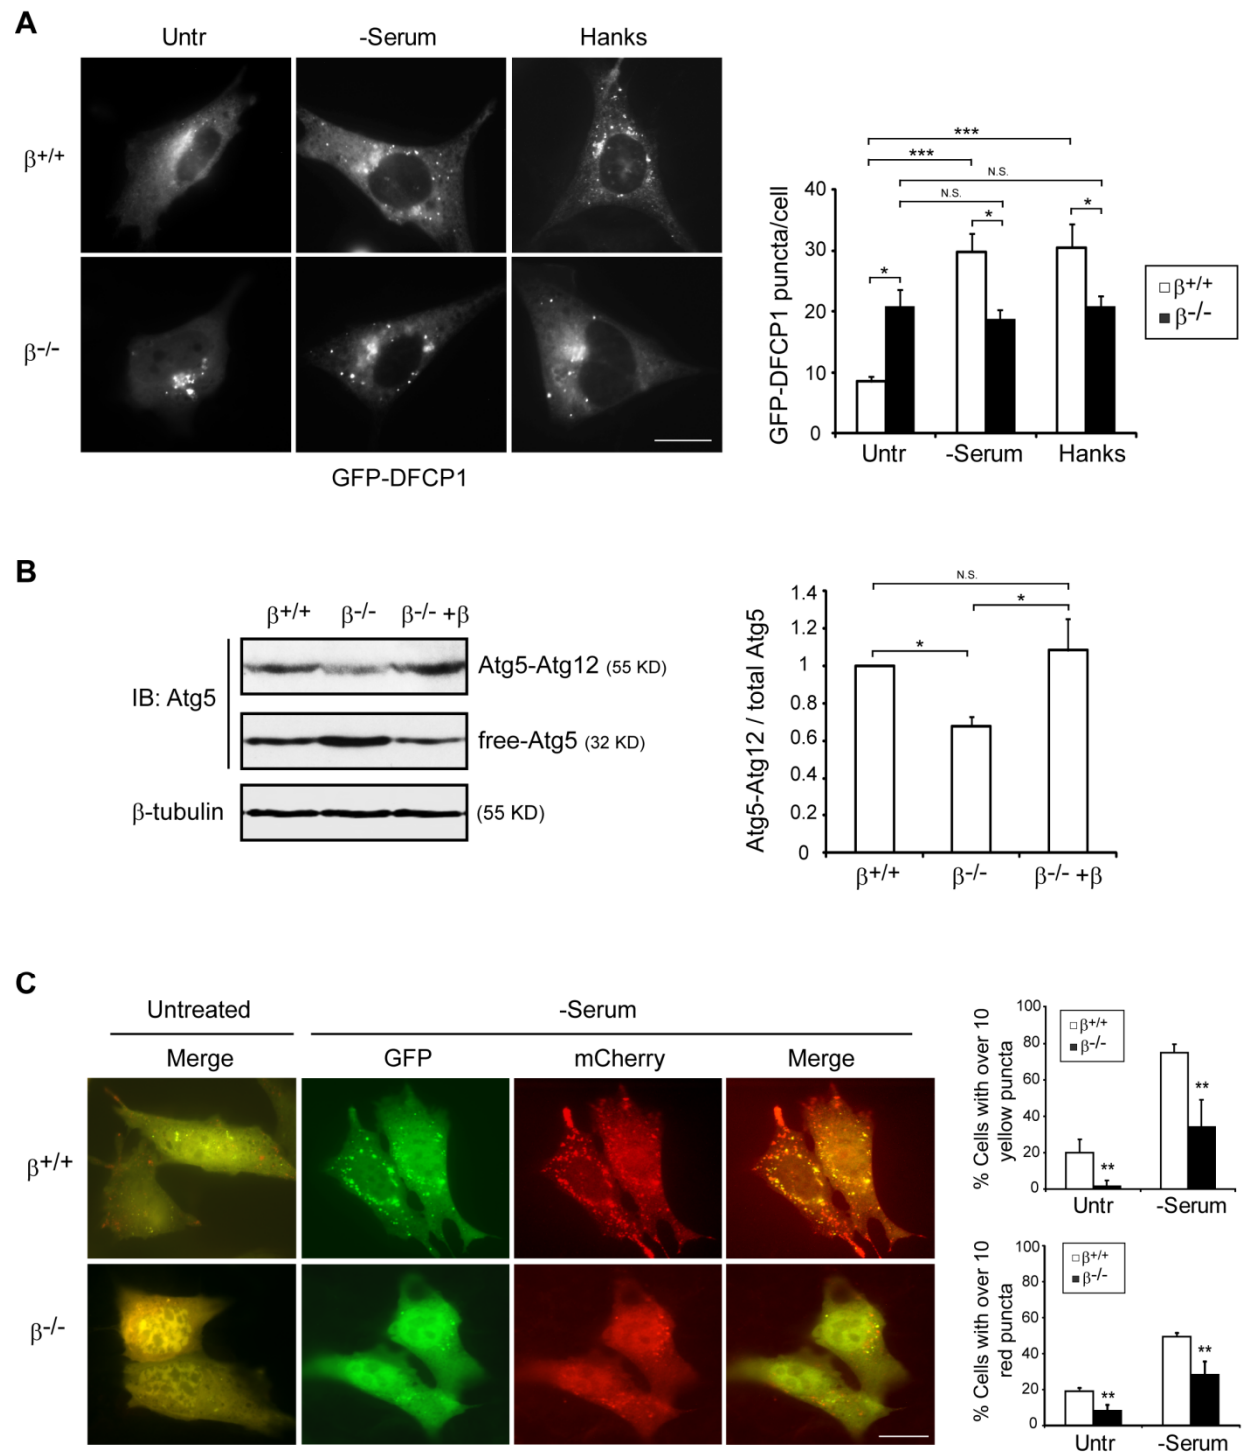 A
Untr -Serum Hanks
β+/+
β-/-
GFP-DFCP1
GFP-DFCP1 puncta/cell
40
30
20
10
0
***
***
N.S.
N.S.
*
*
*
Untr -Serum Hanks
β+/+
β-/-
B
β+/+ β-/- β-/- +β
IB: Atg5
Atg5-Atg12 (55 KD)
free-Atg5 (32 KD)
β-tubulin
(55 KD)
Atg5-Atg12 / total Atg5
1.4
1.2
1
0.8
0.6
0.4
0.2
0
N.S.
*
*
β+/+ β-/- β-/- +β
C
Untreated -Serum
Merge GFP mCherry Merge
β+/+
β-/-
% Cells with over 10
yellow puncta
100
80
60
40
20
0
β+/+
β-/-
**
**
Untr -Serum
% Cells with over 10
red puncta
100
80
60
40
20
0
β+/+
β-/-
**
**
Untr -Serum